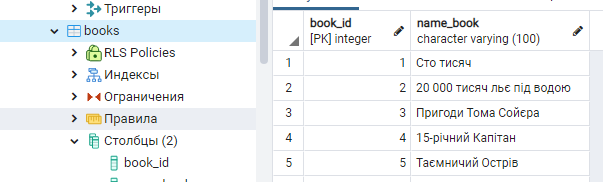 Триггеры
books
RLS Policies
Индексы
Ограничения
Правила
Столбцы (2)
book_id
book_id
[PK] integer
name_book
character varying (100)
1 1 Сто тисяч
2 2 20 000 тисяч льє під водою
3 3 Пригоди Тома Сойєра
4 4 15-річний Капітан
5 5 Таємничий Острів